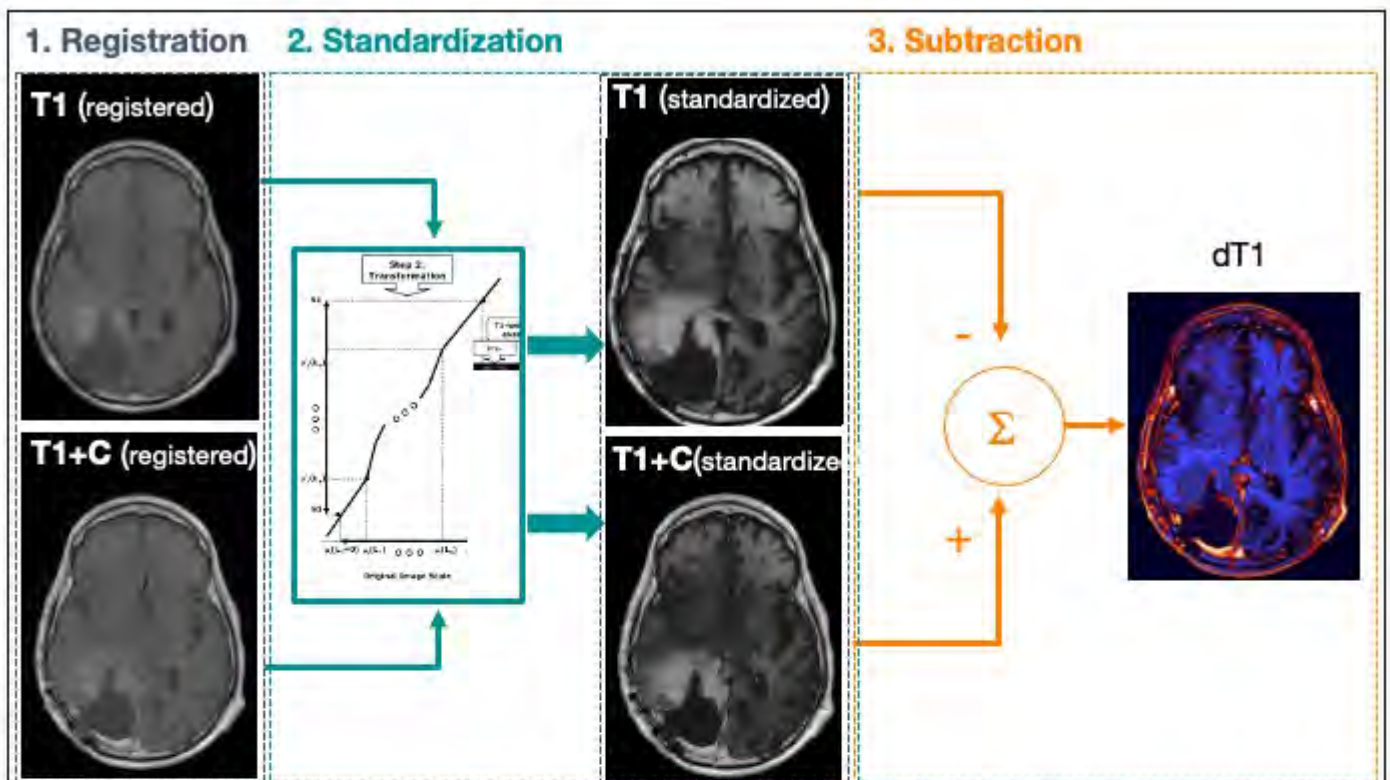 1. Registration
2. Standardization
3. Subtraction
T1 (registered)
T1 (standardized)
T1+C (registered)
T1+C(standardize
Step 2.
Transformation
Original Image Scale
-
Σ
+
dT1